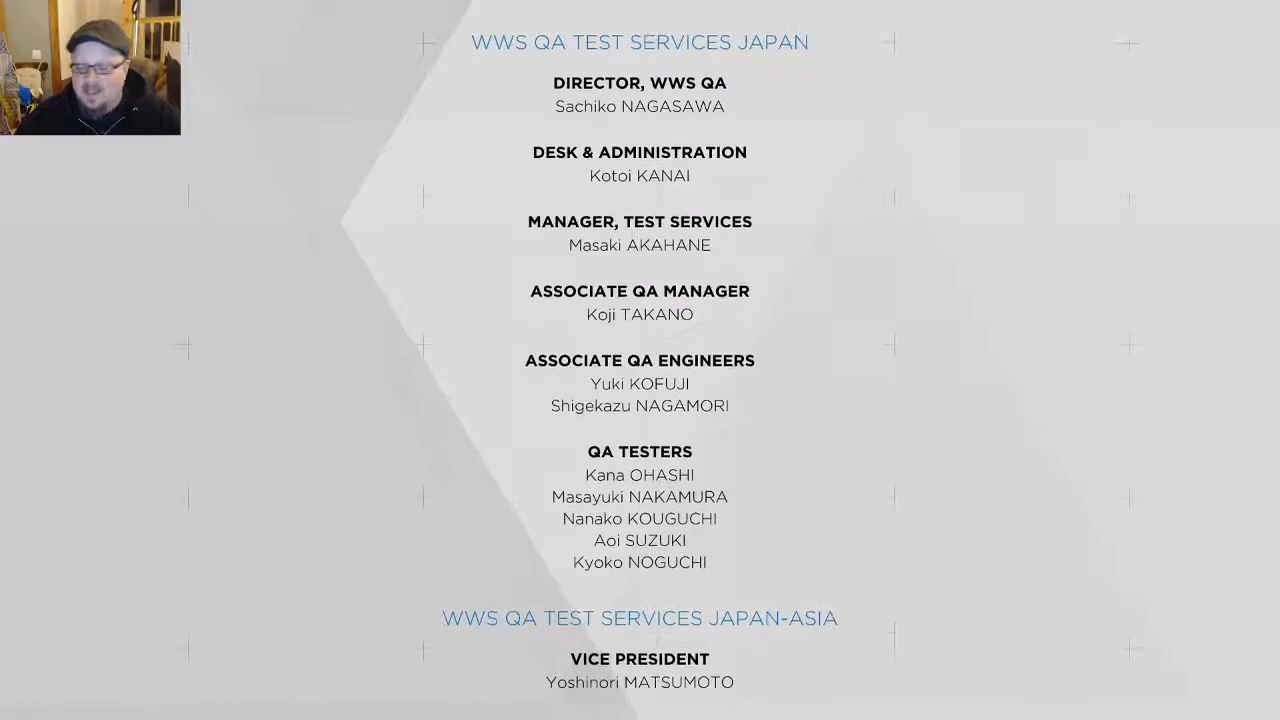 WWS QA TEST SERVICES JAPAN
DIRECTOR, WWS QA
Sachiko NAGASAWA
DESK & ADMINISTRATION
Kotoi KANAI
MANAGER, TEST SERVICES
Masaki AKAHANE
ASSOCIATE QA MANAGER
Koji TAKANO
ASSOCIATE QA ENGINEERS
Yuki KOFUJI
Shigekazu NAGAMORI
QA TESTERS
Kana OHASHI
Masayuki NAKAMURA
Nanako KOUGUCHI
Aoi SUZUKI
Kyoko NOGUCHI
WWS QA TEST SERVICES JAPAN-ASIA
VICE PRESIDENT
Yoshinori MATSUMOTO